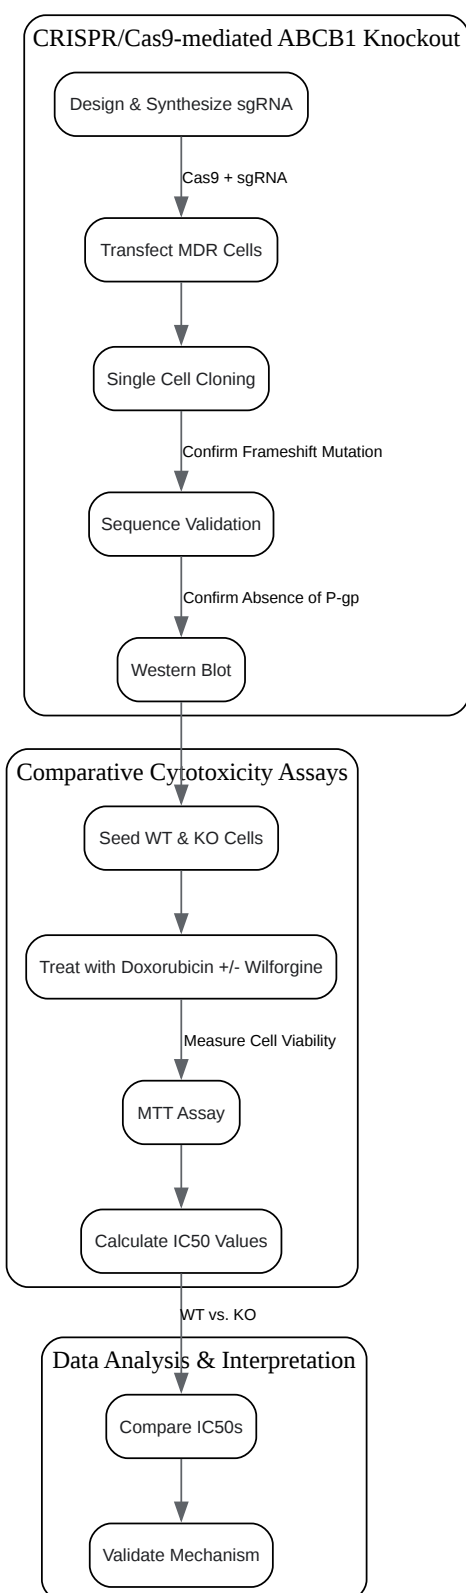 CRISPR/Cas9-mediated ABCB1 Knockout
Design & Synthesize sgRNA
Cas9 + sgRNA
Transfect MDR Cells
Single Cell Cloning
Confirm Frameshift Mutation
Sequence Validation
Confirm Absence of P-gp
Western Blot
Comparative Cytotoxicity Assays
Seed WT & KO Cells
Treat with Doxorubicin +/- Wilforgine
Measure Cell Viability
MTT Assay
Calculate IC50 Values
WT vs. KO
Data Analysis & Interpretation
Compare IC50s
Validate Mechanism